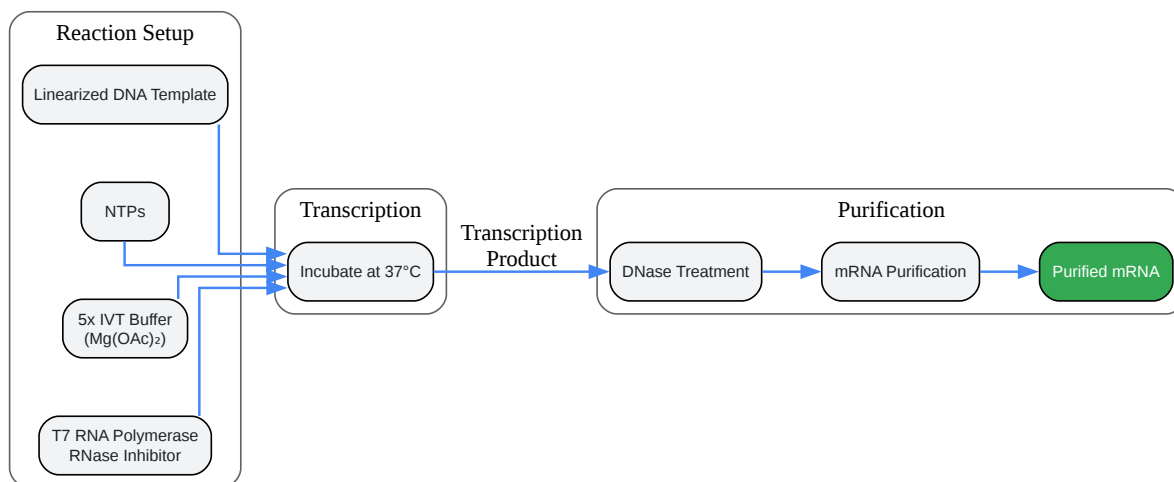 Reaction Setup
Linearized DNA Template
NTPs
5x IVT Buffer
(Mg(OAc)₂)
T7 RNA Polymerase
RNase Inhibitor
Transcription
Incubate at 37°C
Transcription
Product
Purification
DNase Treatment
mRNA Purification
Purified mRNA